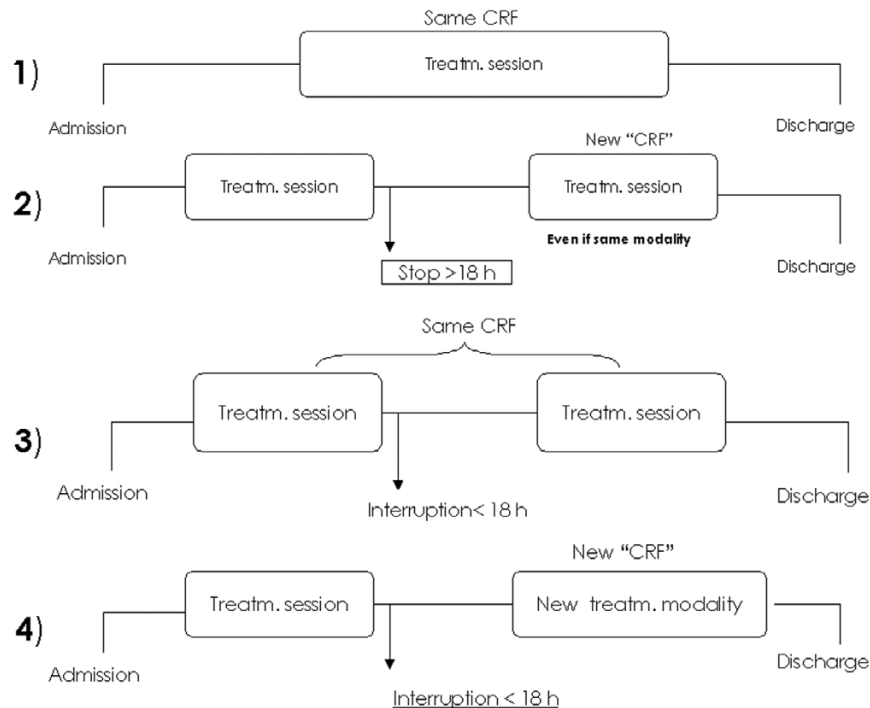 Same CRF
1)
Treatm. session
Admission
Discharge
New “CRF”
2)
Treatm. session
Treatm. session
Even if same modality
Admission
Stop >18 h
Discharge
Same CRF
3)
Treatm. session
Treatm. session
Admission
Interruption< 18 h
Discharge
New “CRF”
4)
Treatm. session
New treatm. modality
Admission
Discharge
Interruption < 18 h